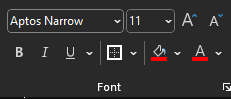 Aptos Narrow 11 A A
B I U A
Font